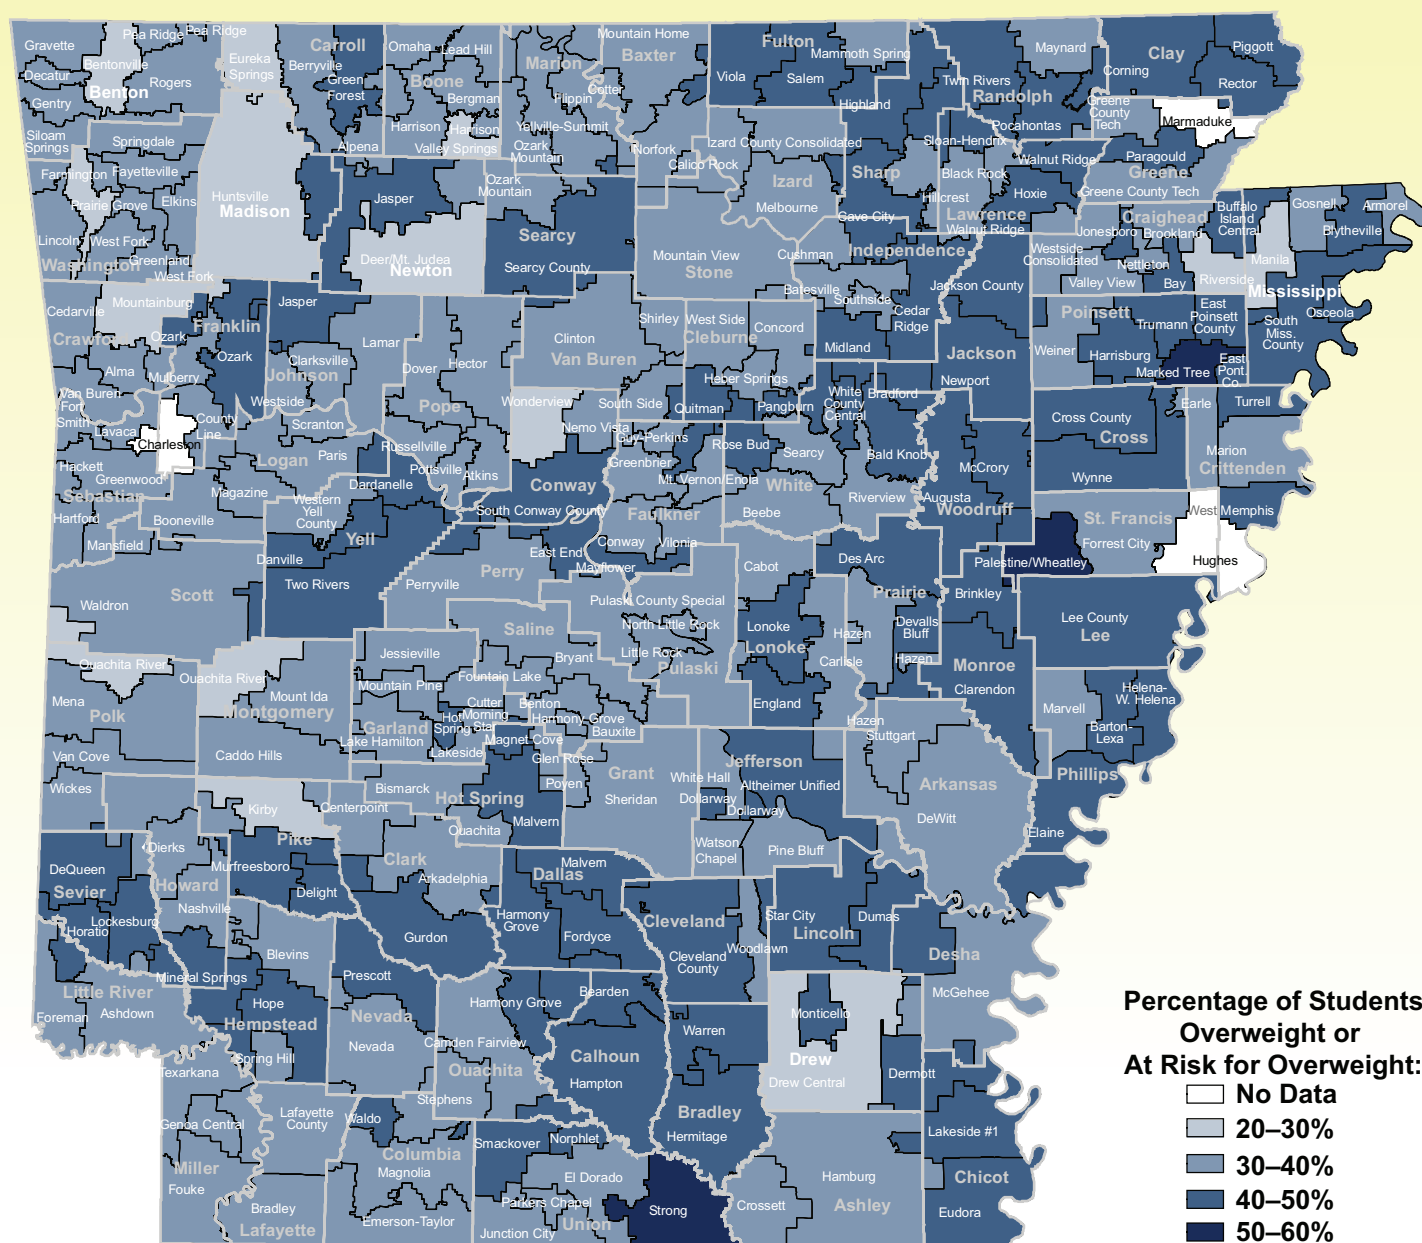 Gravette
Pea Ridge
Pea Ridge
Bentonville
Decatur
Rogers
Benton
Gentry
Siloam
Springs
Eureka
Springs
Carroll
Berryville
Green
Forest
Alpena
Omaha
Lead Hill
Boone
Bergman
Harrison
Harrison
Valley Springs
Marion
Flippin
Cotter
Yellville-Summit
Ozark
Mountain
Mountain Home
Baxter
Norfork
Calico Rock
Fulton
Mammoth Spring
Viola
Salem
Highland
Izard County Consolidated
Izard
Melbourne
Sharp
Cave City
Twin Rivers
Randolph
Maynard
Pocahontas
Sloan-Hendrix
Black Rock
Walnut Ridge
Hoxie
Hillcrest
Lawrence
Walnut Ridge
Corning
Clay
Piggott
Rector
Greene
County
Tech
Marmaduke
Paragould
Greene
Greene County Tech
Springdale
Farmington
Fayetteville
Prairie Grove
Elkins
Lincoln
West Fork
Washington
Greenland
West Fork
Huntsville
Madison
Jasper
Deer/Mt. Judea
Newton
Ozark
Mountain
Searcy
Searcy County
Mountain View
Stone
Cushman
Batesville
Independence
Southside
Cedar
Ridge
Midland
Jackson County
Jackson
Newport
Craighead
Jonesboro
Brookland
Buffalo
Island
Central
Westside
Consolidated
Nettleton
Valley View
Bay
Riverside
Manila
Gosnell
Armorel
Blytheville
Mississippi
Osceola
South
Miss.
County
Poinsett
Trumann
East
Poinsett
County
Weiner
Harrisburg
Marked Tree
East
Pont.
Co.
Cedarville
Mountainburg
Crawford
Ozark
Alma
Mulberry
Van Buren
Franklin
Ozark
Jasper
Clarksville
Johnson
Westside
Lamar
Dover
Hector
Pope
Russellville
Pottsville
Atkins
Clinton
Van Buren
Shirley
West Side
Concord
Cleburne
Heber Springs
Quitman
Pangburn
South Side
Wonderview
Nemo Vista
Guy-Perkins
Greenbrier
Mt. Vernon/Enola
Rose Bud
White
County
Central
Bradford
Bald Knob
Searcy
White
Riverview
Beebe
Fort
Smith
Lavaca
Charleston
County
Line
Hackett
Greenwood
Sebastian
Hartford
Mansfield
Scranton
Logan
Paris
Magazine
Booneville
Western
Yell
County
Dardanelle
Yell
Danville
Two Rivers
Conway
South Conway County
Faulkner
Conway
Vilonia
Mayflower
East End
Perry
Perryville
McCrory
Augusta
Woodruff
Cross County
Cross
Wynne
Earle
Turrell
Marion
Crittenden
West Memphis
Hughes
St. Francis
Forrest City
Palestine/Wheatley
Waldron
Scott
Cabot
Des Arc
Prairie
Devalls
Bluff
Hazen
Hazen
Hazen
Carlisle
Lonoke
Lonoke
England
Brinkley
Monroe
Clarendon
Lee County
Lee
Marvell
Helena-
W. Helena
Barton-
Lexa
Phillips
Elaine
Pulaski County Special
North Little Rock
Little Rock
Pulaski
Saline
Bryant
Benton
Harmony Grove
Bauxite
Jessieville
Fountain Lake
Mountain Pine
Garland
Cutter
Morning
Star
Hot
Spring
Lake Hamilton
Lakeside
Magnet Cove
Glen Rose
Ouachita River
Ouachita River
Mena
Polk
Van Cove
Wickes
Mount Ida
Montgomery
Caddo Hills
Kirby
Centerpoint
Bismarck
Hot Spring
Poyen
Malvern
Ouachita
Grant
Sheridan
Jefferson
White Hall
Altheimer Unified
Dollarway
Dollarway
Watson
Chapel
Pine Bluff
Stuttgart
Arkansas
DeWitt
DeQueen
Sevier
Lockesburg
Horatio
Dierks
Howard
Nashville
Mineral Springs
Pike
Murfreesboro
Delight
Clark
Arkadelphia
Gurdon
Malvern
Dallas
Harmony
Grove
Fordyce
Cleveland
Cleveland
County
Woodlawn
Star City
Lincoln
Dumas
Desha
McGehee
Little River
Foreman
Ashdown
Blevins
Hope
Hempstead
Spring Hill
Prescott
Nevada
Nevada
Harmony Grove
Camden Fairview
Ouachita
Stephens
Bearden
Calhoun
Hampton
Warren
Bradley
Hermitage
Monticello
Drew
Drew Central
Dermott
Lakeside #1
Chicot
Eudora
Texarkana
Genoa Central
Miller
Fouke
Lafayette
County
Bradley
Lafayette
Waldo
Columbia
Magnolia
Emerson-Taylor
Smackover
Norphlet
El Dorado
Parkers Chapel
Union
Junction City
Strong
Crossett
Hamburg
Ashley
Percentage of Students
Overweight or
At Risk for Overweight:
No Data
20–30%
30–40%
40–50%
50–60%